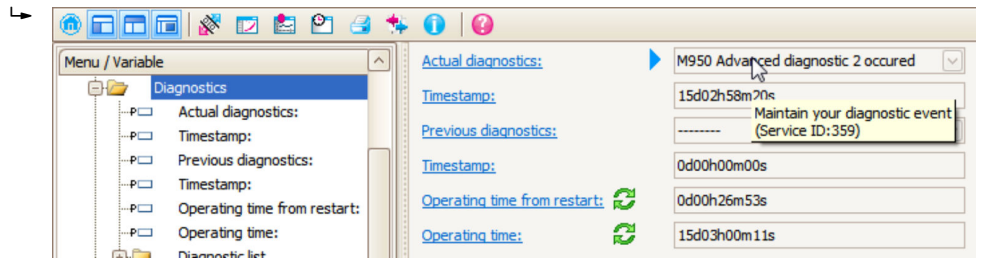 Menu / Variable
Diagnostics
Actual diagnostics:
Timestamp:
Previous diagnostics:
Timestamp:
Operating time from restart:
Operating time:
Diagnostic list
Actual diagnostics:
M950 Advanced diagnostic 2 occured
Timestamp:
15d02h58m20s
Maintain your diagnostic event
(Service ID:359)
Previous diagnostics:
--------
Timestamp:
0d00h00m00s
Operating time from restart:
0d00h26m53s
Operating time:
15d03h00m11s